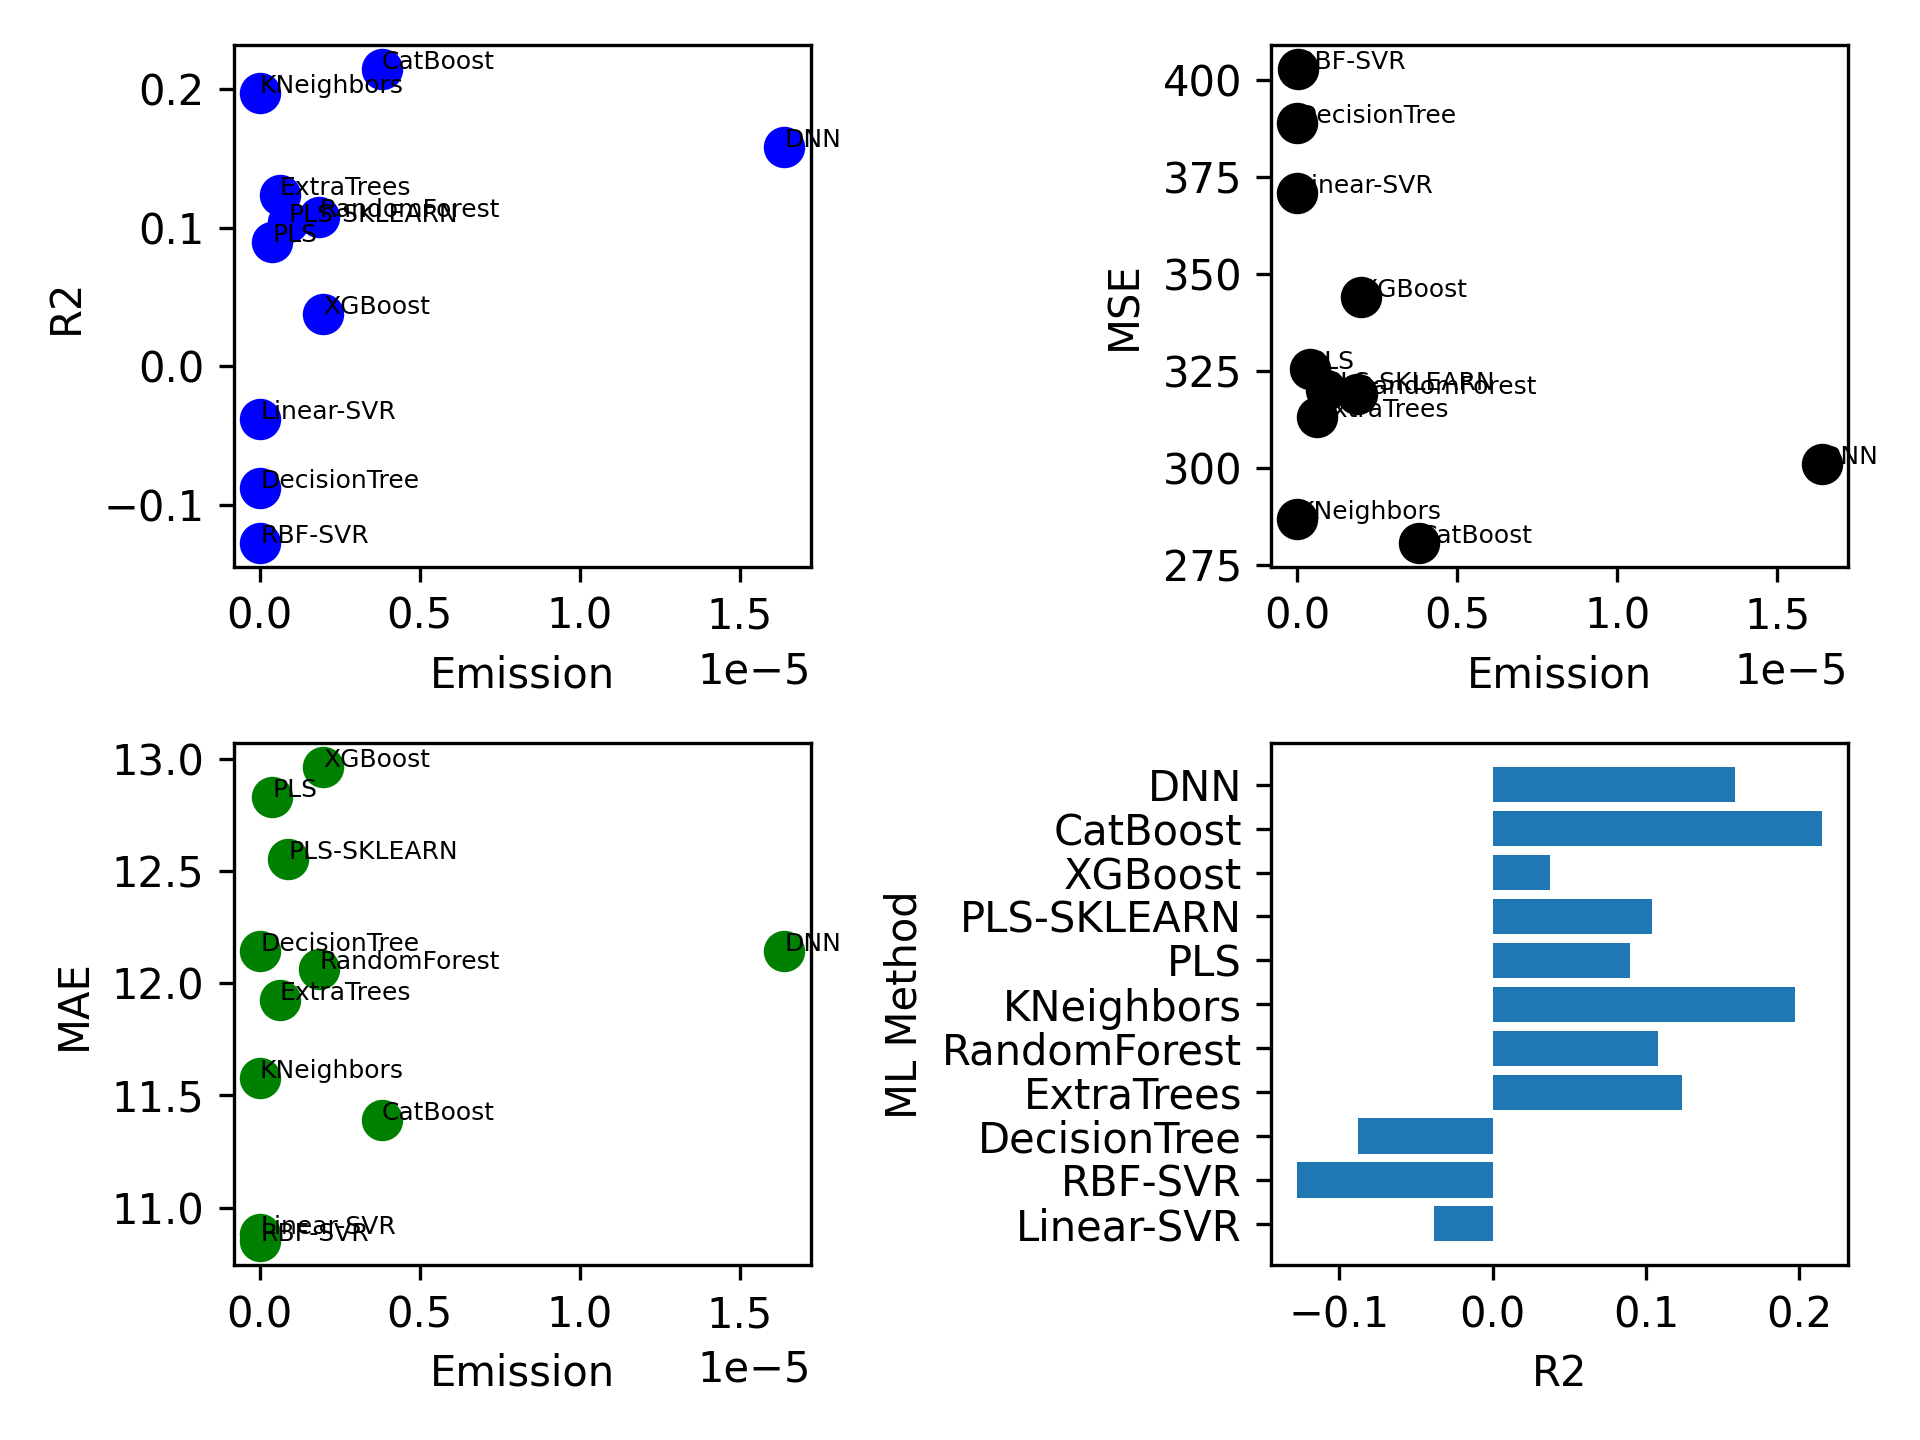 R2
0.2
0.1
0.0
−0.1
CatBoost
KNeighbors
DNN
ExtraTrees
RandomForest
PLS-SKLEARN
PLS
XGBoost
Linear-SVR
DecisionTree
RBF-SVR
0.0 0.5 1.0 1.5
Emission 1e−5
MSE
400
375
350
325
300
275
RBF-SVR
DecisionTree
Linear-SVR
XGBoost
PLS
PLS-SKLEARN
RandomForest
ExtraTrees
DNN
KNeighbors
CatBoost
0.0 0.5 1.0 1.5
Emission 1e−5
MAE
13.0
12.5
12.0
11.5
11.0
XGBoost
PLS
PLS-SKLEARN
DecisionTree
DNN
RandomForest
ExtraTrees
KNeighbors
CatBoost
Linear-SVR
RBF-SVR
0.0 0.5 1.0 1.5
Emission 1e−5
ML Method
DNN
CatBoost
XGBoost
PLS-SKLEARN
PLS
KNeighbors
RandomForest
ExtraTrees
DecisionTree
RBF-SVR
Linear-SVR
−0.1 0.0 0.1 0.2
R2